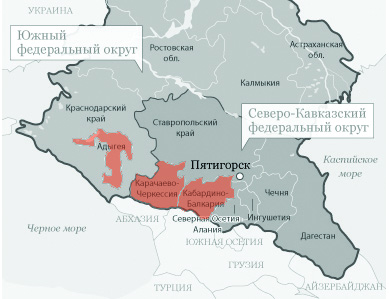 УКРАИНА
Южный
федеральный округ
Ростовская
обл.
Астраханская
обл.
Калмыкия
Краснодарский
край
Ставропольский
край
Северо-Кавказский
федеральный округ
Адыгея
Пятигорск
Каспийское
море
Карачаево-
Черкессия
Кабардино-
Балкария
Чечня
Северная Осетия
Алания
Ингушетия
Черное море
АБХАЗИЯ
ЮЖНАЯ ОСЕТИЯ
Дагестан
ГРУЗИЯ
ТУРЦИЯ
АЗЕРБАЙДЖАН